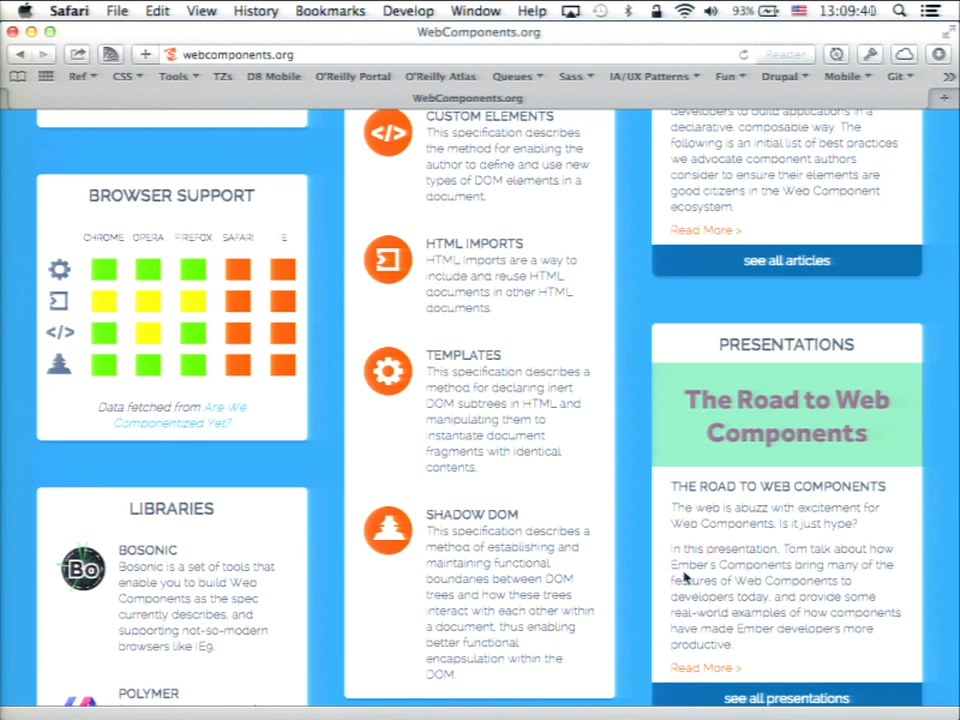 Safari File Edit View History Bookmarks Develop Window Help 93% 13:09:40
WebComponents.org
webcomponents.org Reader
Ref CSS Tools TZs D8 Mobile O'Reilly Portal O'Reilly Atlas Queues Sass IA/UX Patterns Fun Drupal Mobile Git
WebComponents.org
BROWSER SUPPORT
CHROME OPERA FIREFOX SAFARI E
</>
Data fetched from Are We
Componentized Yet?
LIBRARIES
Bo
BOSONIC
Bosonic is a set of tools that
enable you to build Web
Components as the spec
currently describes, and
supporting not-so-modern
browsers like IE9.
POLYMER
</>
CUSTOM ELEMENTS
This specification describes
the method for enabling the
author to define and use new
types of DOM elements in a
document.
HTML IMPORTS
HTML Imports are a way to
include and reuse HTML
documents in other HTML
documents.
TEMPLATES
This specification describes a
method for declaring inert
DOM subtrees in HTML and
manipulating them to
instantiate document
fragments with identical
contents.
SHADOW DOM
This specification describes a
method of establishing and
maintaining functional
boundaries between DOM
trees and how these trees
interact with each other within
a document, thus enabling
better functional
encapsulation within the
DOM.
developers to build applications in a
declarative, composable way. The
following is an initial list of best practices
we advocate component authors
consider to ensure their elements are
good citizens in the Web Component
ecosystem.
Read More >
see all articles
PRESENTATIONS
The Road to Web
Components
THE ROAD TO WEB COMPONENTS
The web is abuzz with excitement for
Web Components. Is it just hype?
In this presentation, Tom talk about how
Ember's Components bring many of the
features of Web Components to
developers today, and provide some
real-world examples of how components
have made Ember developers more
productive.
Read More >
see all presentations